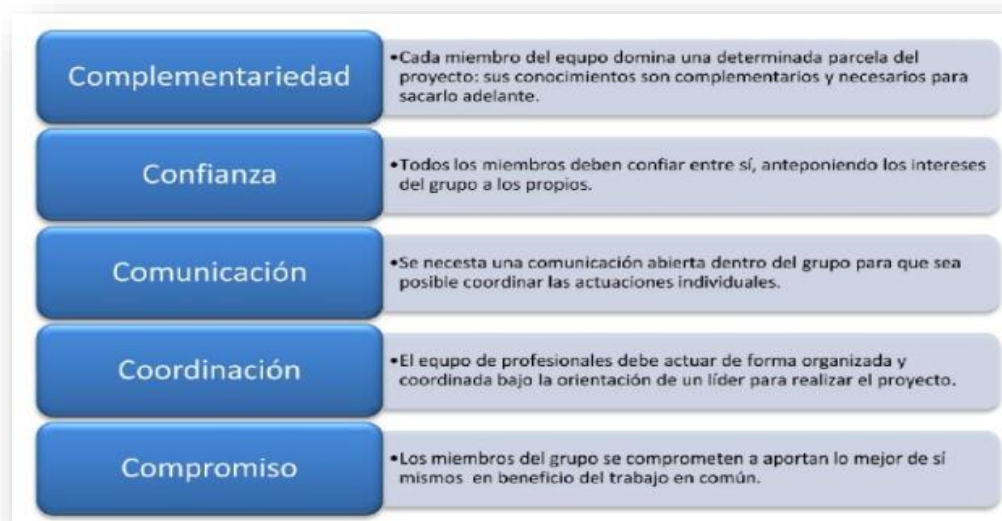 Complementariedad
•Cada miembro del equpo domina una determinada parcela del
proyecto: sus conocimientos son complementarios y necesarios para
sacarlo adelante.
Confianza
•Todos los miembros deben confiar entre sí, anteponiendo los intereses
del grupo a los propios.
Comunicación
•Se necesta una comunicación abierta dentro del grupo para que sea
posible coordinar las actuaciones individuales.
Coordinación
•El equipo de profesionales debe actuar de forma organizada y
coordinada bajo la orientación de un líder para realizar el proyecto.
Compromiso
•Los miembros del grupo se comprometen a aportan lo mejor de sí
mismos en beneficio del trabajo en común.